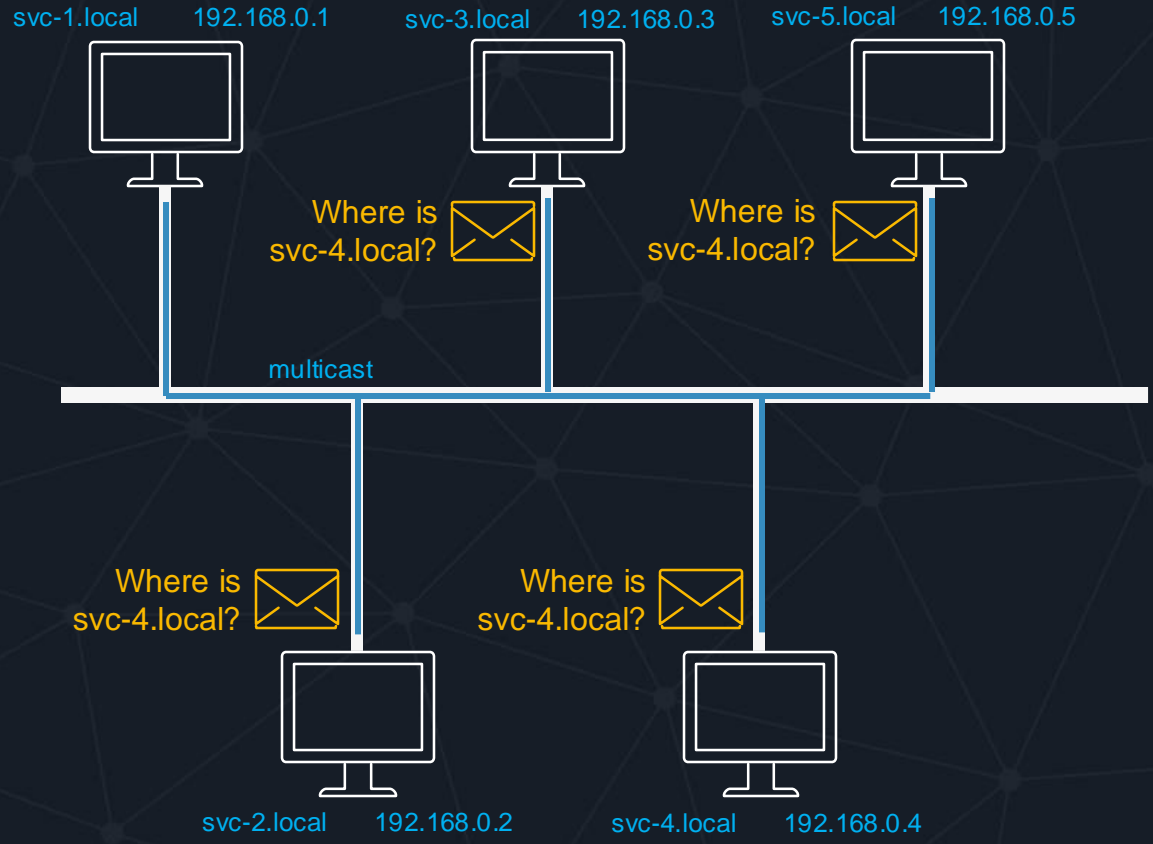 svc-1.local 192.168.0.1
svc-3.local 192.168.0.3
svc-5.local 192.168.0.5
Where is
svc-4.local?
Where is
svc-4.local?
multicast
Where is
svc-4.local?
Where is
svc-4.local?
svc-2.local 192.168.0.2
svc-4.local 192.168.0.4